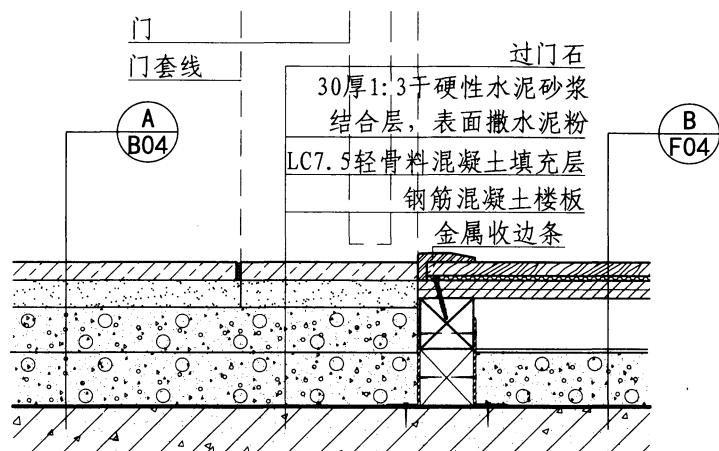 门
门套线
过门石
30厚1:3干硬性水泥砂浆
结合层，表面撒水泥粉
LC7.5轻骨料混凝土填充层
钢筋混凝土楼板
金属收边条
A
B04
B
F04